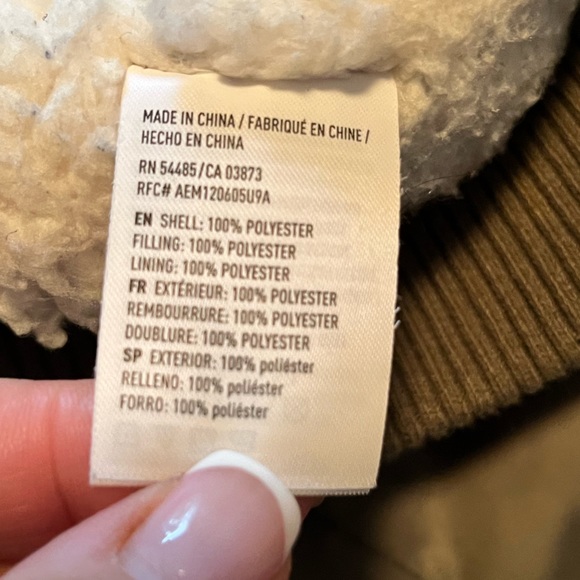 MADE IN CHINA / FABRIQUÉ EN CHINE /
HECHO EN CHINA
RN 54485/CA 03873
RFC# AEM120605U9A
EN SHELL: 100% POLYESTER
FILLING: 100% POLYESTER
LINING: 100% POLYESTER
FR EXTÉRIEUR: 100% POLYESTER
REMBOURRURE: 100% POLYESTER
DOUBLURE: 100% POLYESTER
SP EXTERIOR: 100% poliéster
RELLENO: 100% poliéster
FORRO: 100% poliéster